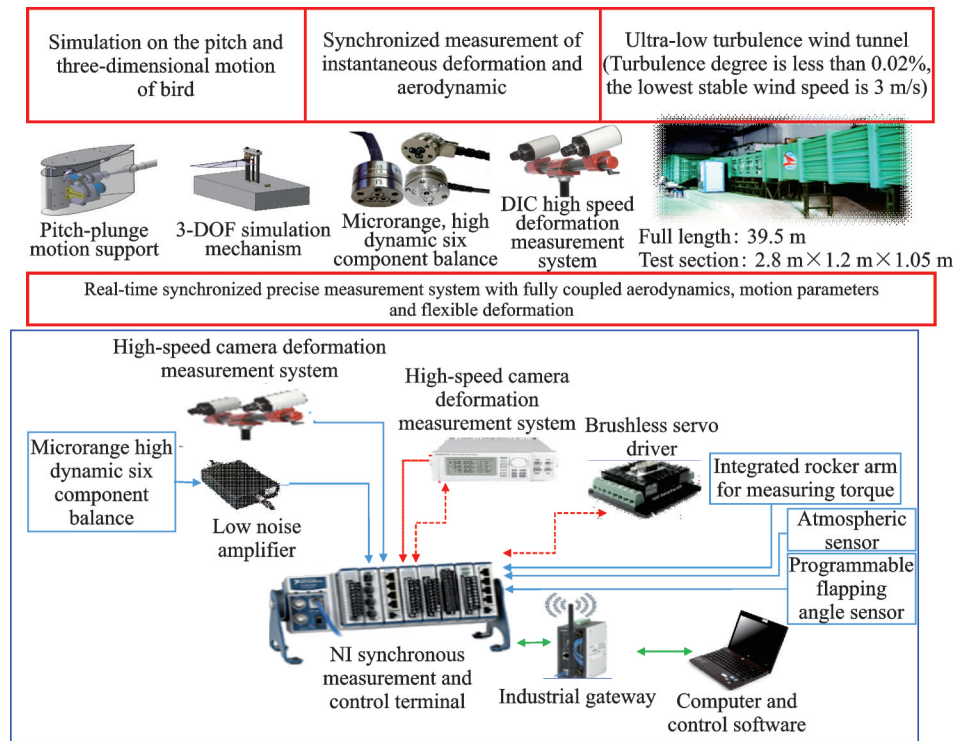 Simulation on the pitch and
three-dimensional motion
of bird
Synchronized measurement of
instantaneous deformation and
aerodynamic
Ultra-low turbulence wind tunnel
(Turbulence degree is less than 0.02%,
the lowest stable wind speed is 3 m/s)
Pitch-plunge
motion support
3-DOF simulation
mechanism
Microrange, high
dynamic six
component balance
DIC high speed
deformation
measurement
system
Full length: 39.5 m
Test section: 2.8 m×1.2 m×1.05 m
Real-time synchronized precise measurement system with fully coupled aerodynamics, motion parameters
and flexible deformation
High-speed camera deformation
measurement system
High-speed camera
deformation
measurement system
Brushless servo
driver
Microrange high
dynamic six
component
balance
Low noise
amplifier
Integrated rocker arm
for measuring torque
Atmospheric
sensor
Programmable
flapping
angle sensor
NI synchronous
measurement and
control terminal
Industrial gateway
Computer and
control software